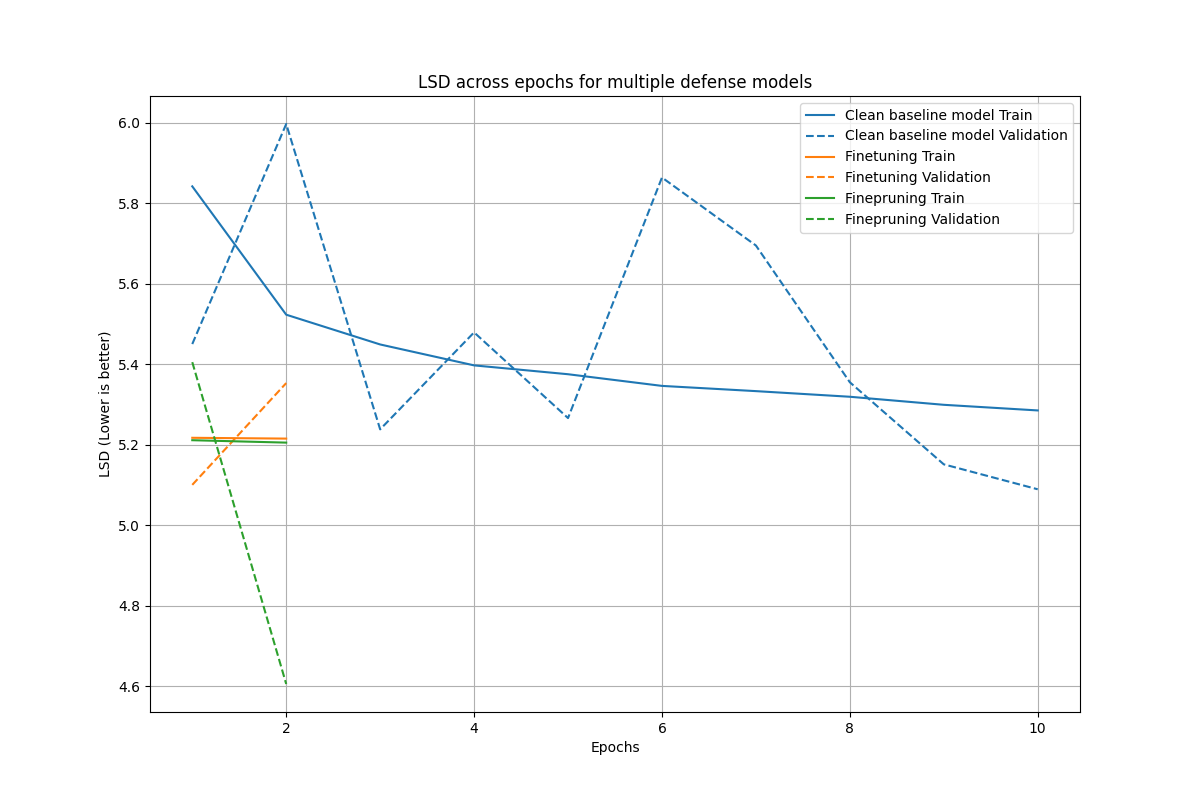 LSD across epochs for multiple defense models
Clean baseline model Train
Clean baseline model Validation
Finetuning Train
Finetuning Validation
Finepruning Train
Finepruning Validation
LSD (Lower is better)
6.0
5.8
5.6
5.4
5.2
5.0
4.8
4.6
2 4 6 8 10
Epochs